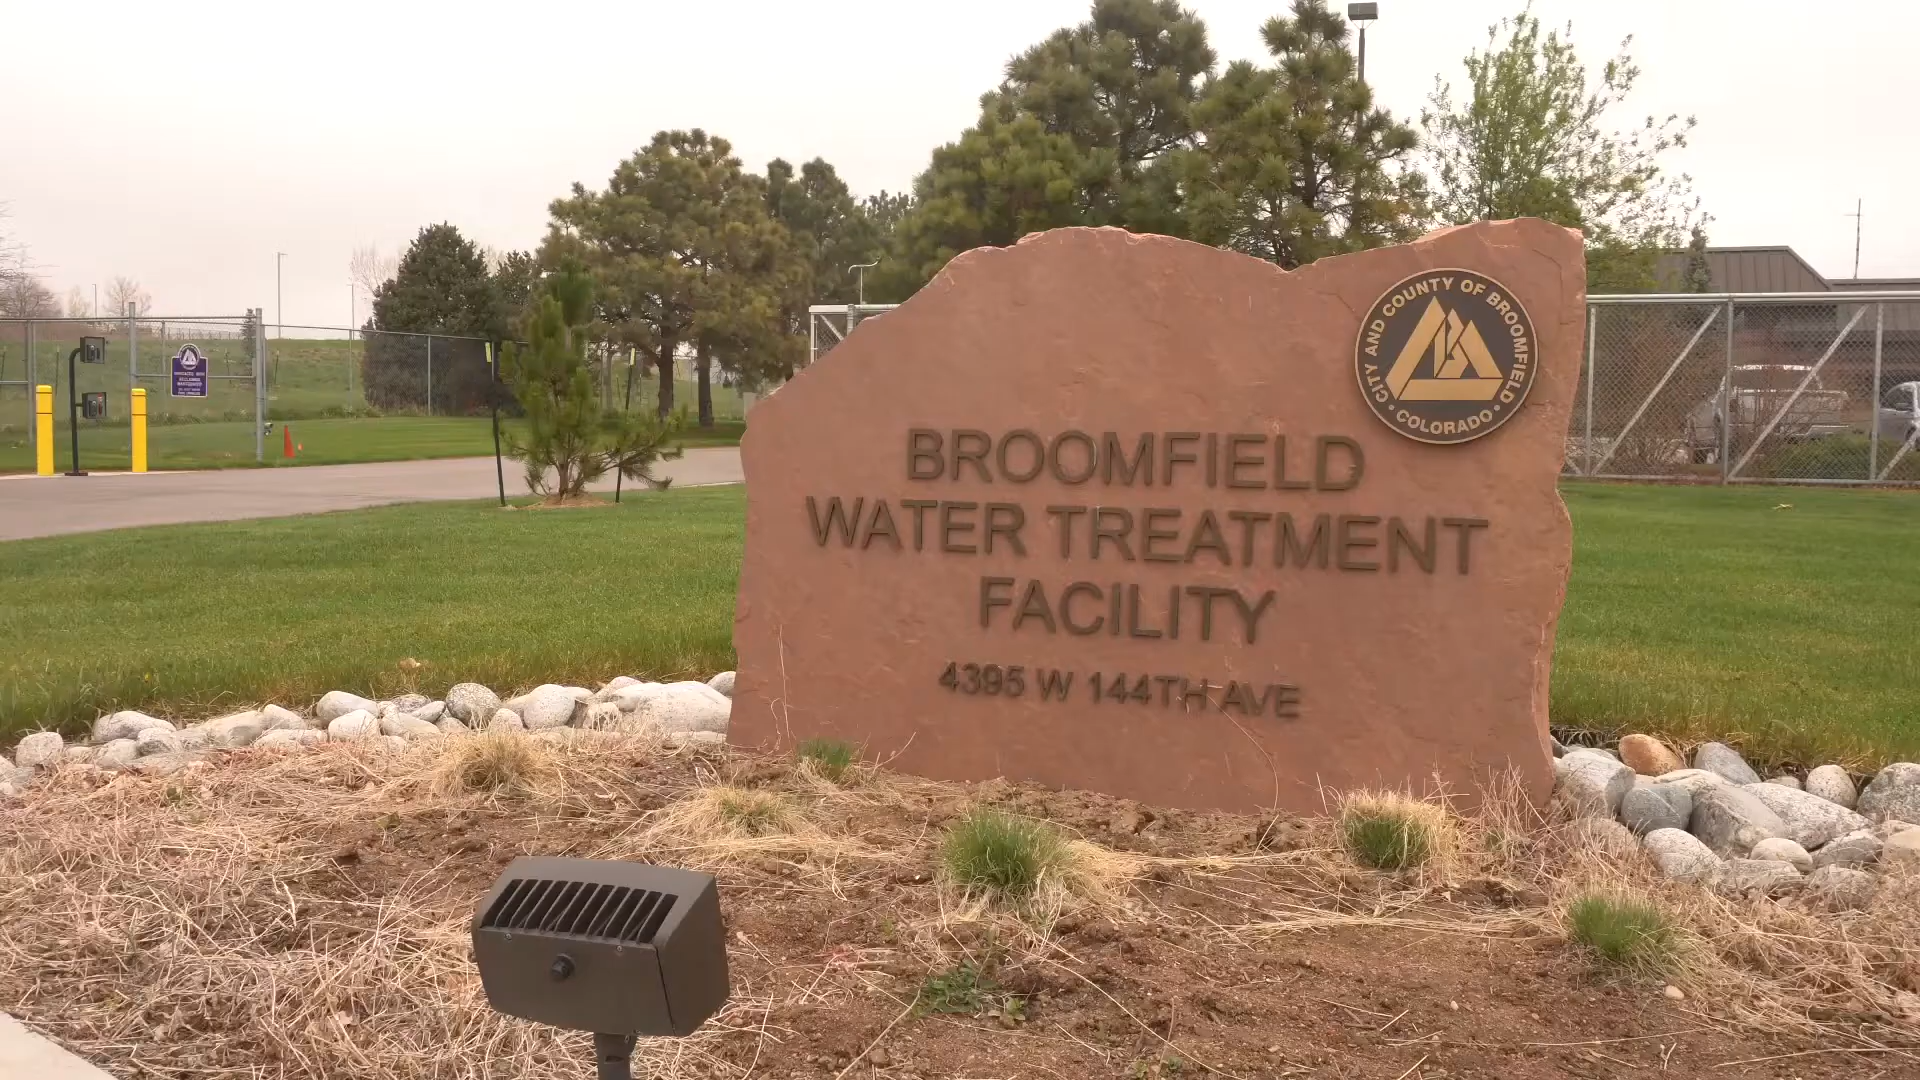 CITY AND COUNTY OF BROOMFIELD
• COLORADO •
BROOMFIELD
WATER TREATMENT
FACILITY
4395 W 144TH AVE